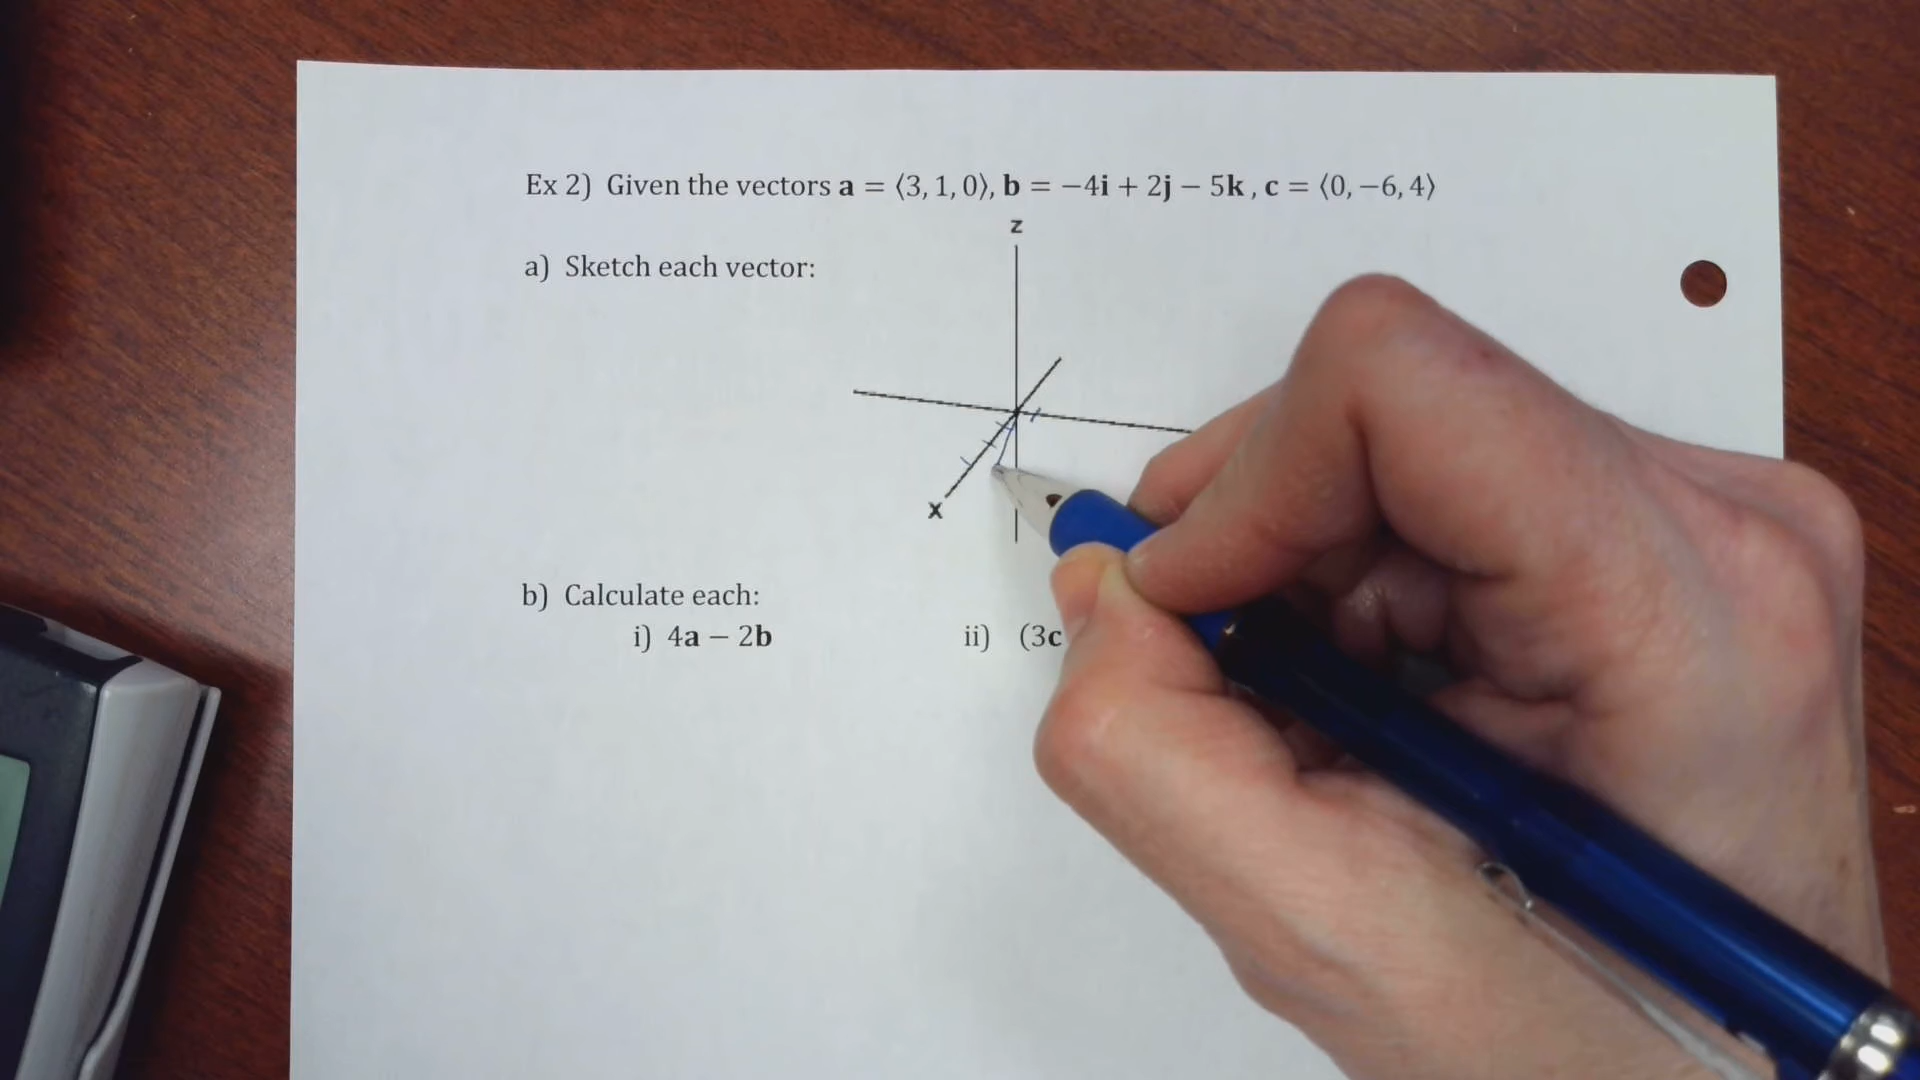 Ex 2) Given the vectors a = ⟨3, 1, 0⟩, b = −4i + 2j − 5k , c = ⟨0, −6, 4⟩
z
a) Sketch each vector:
x
b) Calculate each:
i) 4a − 2b ii) (3c